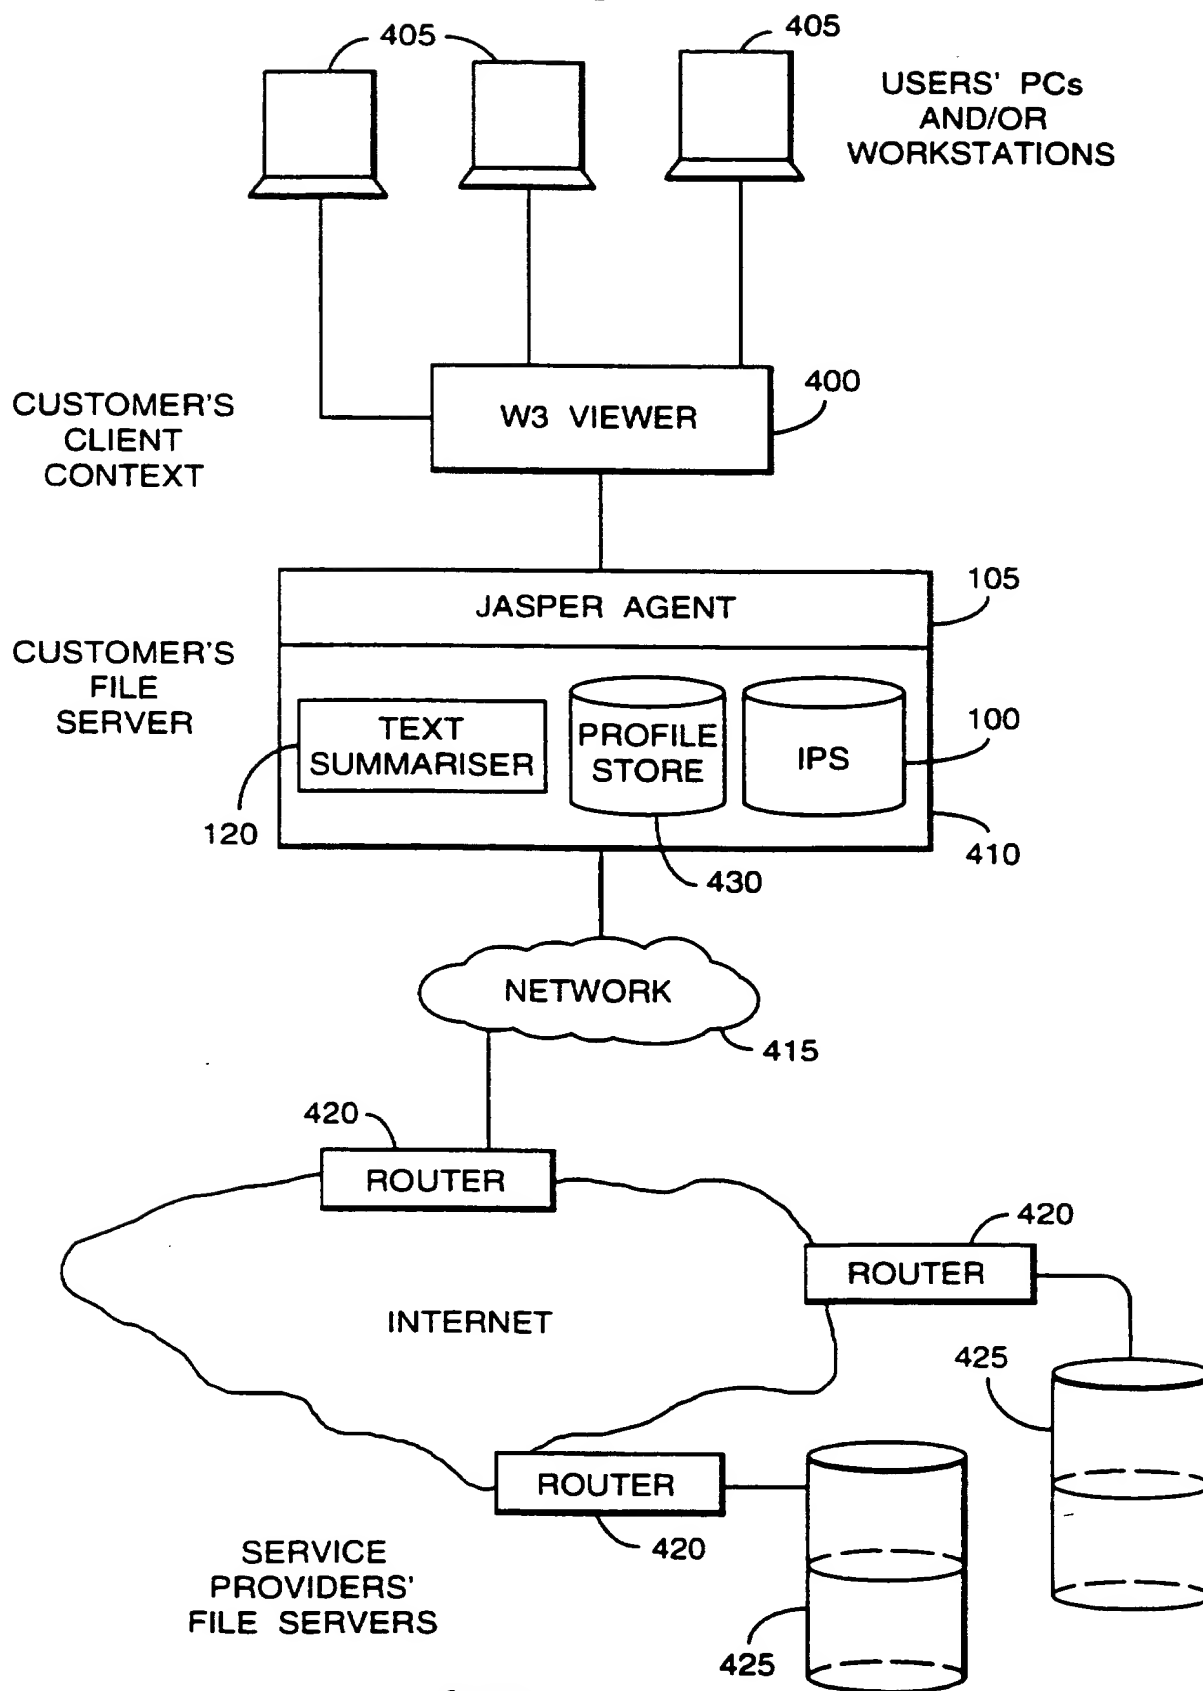 405
405
USERS' PCs
AND/OR
WORKSTATIONS
400
W3 VIEWER
CUSTOMER'S
CLIENT
CONTEXT
105
JASPER AGENT
CUSTOMER'S
FILE
SERVER
TEXT
SUMMARISER
PROFILE
STORE
IPS
100
120
410
430
NETWORK
415
420
ROUTER
420
ROUTER
INTERNET
425
ROUTER
420
SERVICE
PROVIDERS'
FILE SERVERS
425